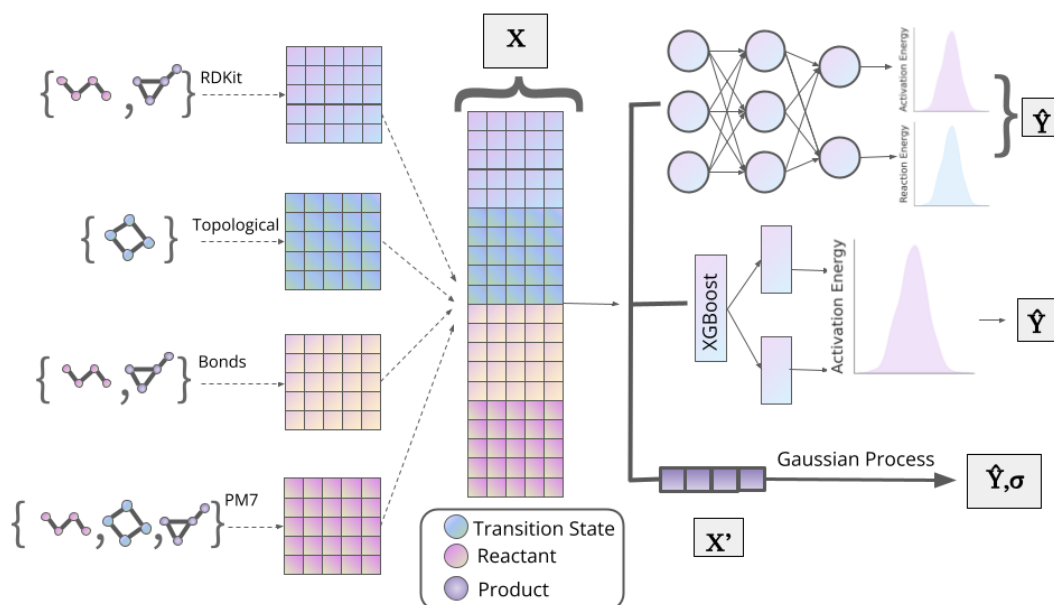 RDKit
Topological
Bonds
PM7
X
Activation Energy
Reaction Energy
Ŷ
XGBoost
Activation Energy
Ŷ
Gaussian Process
X'
Ŷ,σ
Transition State
Reactant
Product